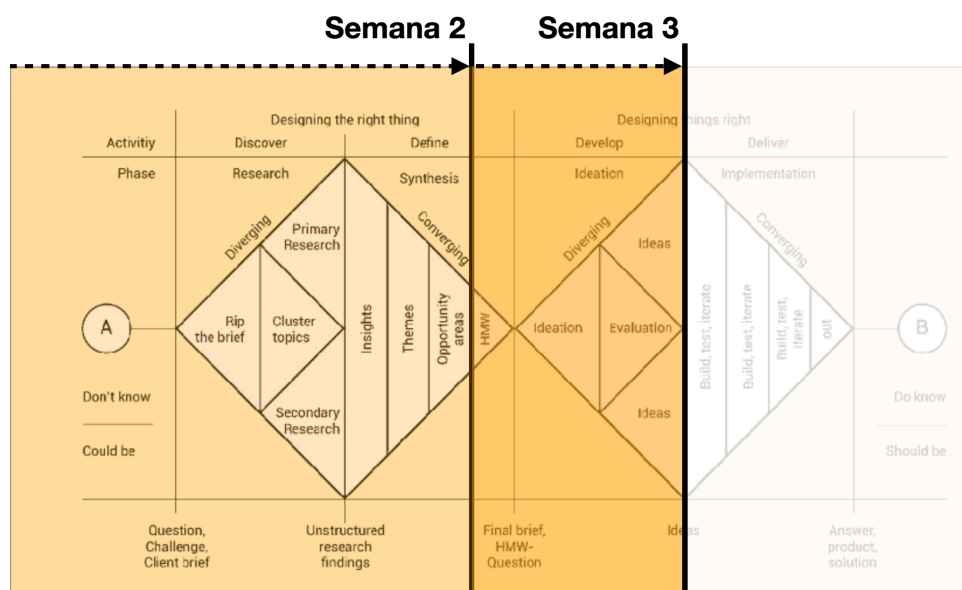 Semana 2
Semana 3
Designing the right thing
Designing things right
Activitiy
Discover
Define
Develop
Deliver
Phase
Research
Synthesis
Ideation
Implementation
Diverging
Primary
Research
Converging
Diverging
Ideas
Converging
A
Rip
the brief
Cluster
topics
Insights
Themes
Opportunity
areas
HMW
Ideation
Evaluation
Build, test, iterate
Build, test, iterate
Build, test,
iterate
out
B
Don't know
Secondary
Research
Ideas
Do know
Could be
Should be
Question,
Challenge,
Client brief
Unstructured
research
findings
Final brief,
HMW-
Question
Ideas
Answer,
product,
solution